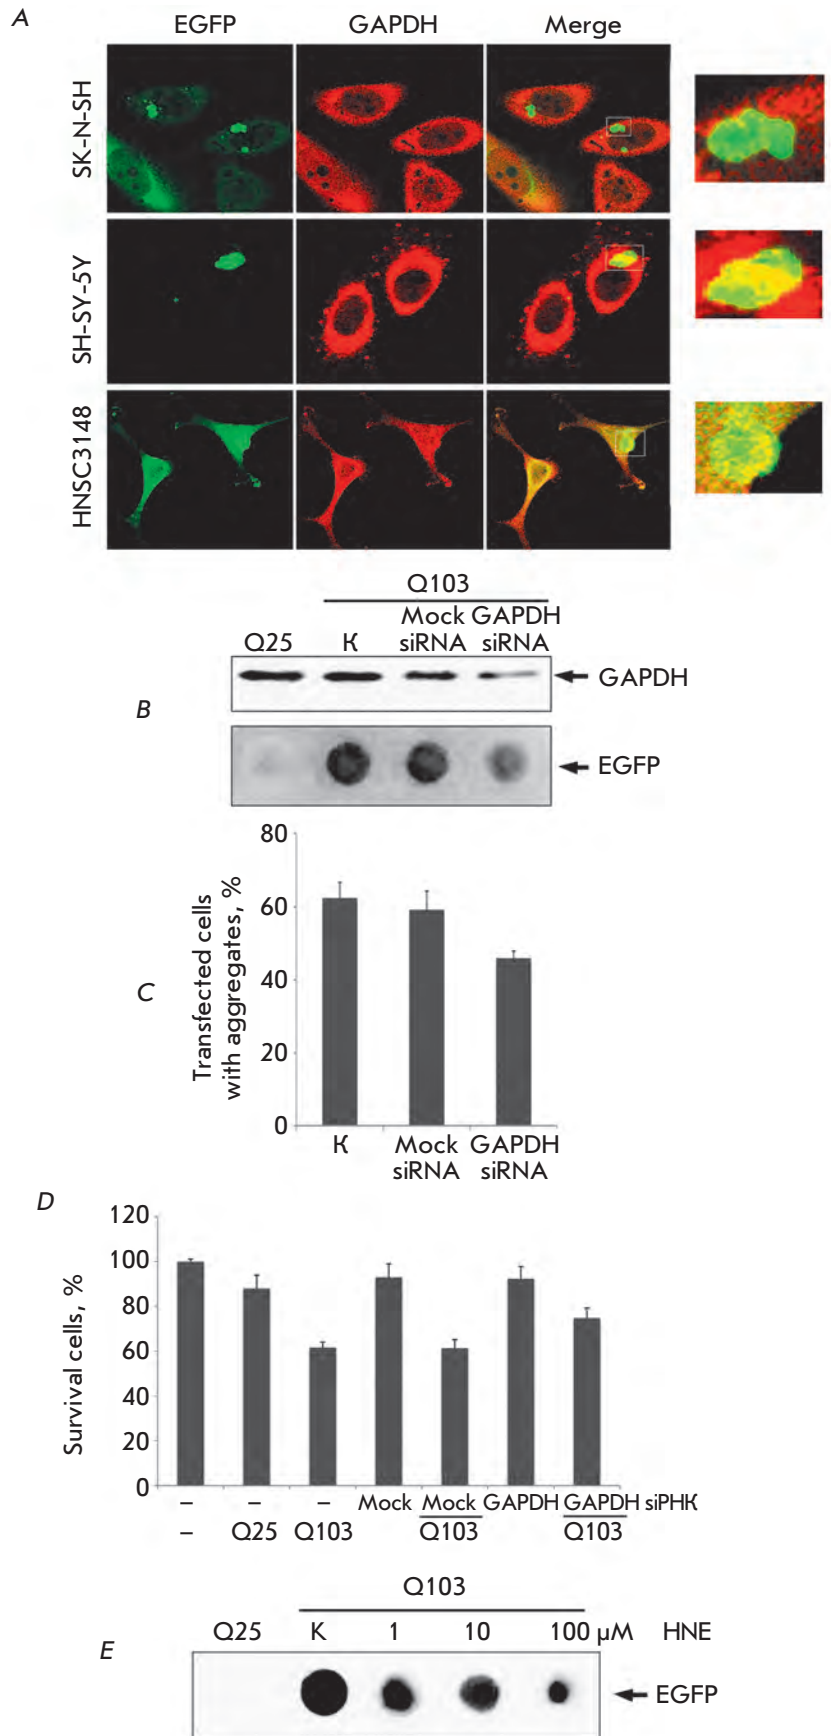 A
EGFP GAPDH Merge
SK-N-SH
SH-SY-5Y
HNSC3148
Q103
Mock GAPDH
Q25 К siRNA siRNA
GAPDH
B
EGFP
80
60
40
20
0
Transfected cells
with aggregates, %
C
К Mock GAPDH
siRNA siRNA
D
120
100
80
60
40
20
0
Survival cells, %
– – – Mock Mock GAPDH GAPDH siРНК
– Q25 Q103 Q103 Q103
Q103
Q25 K 1 10 100 µM HNE
E
EGFP